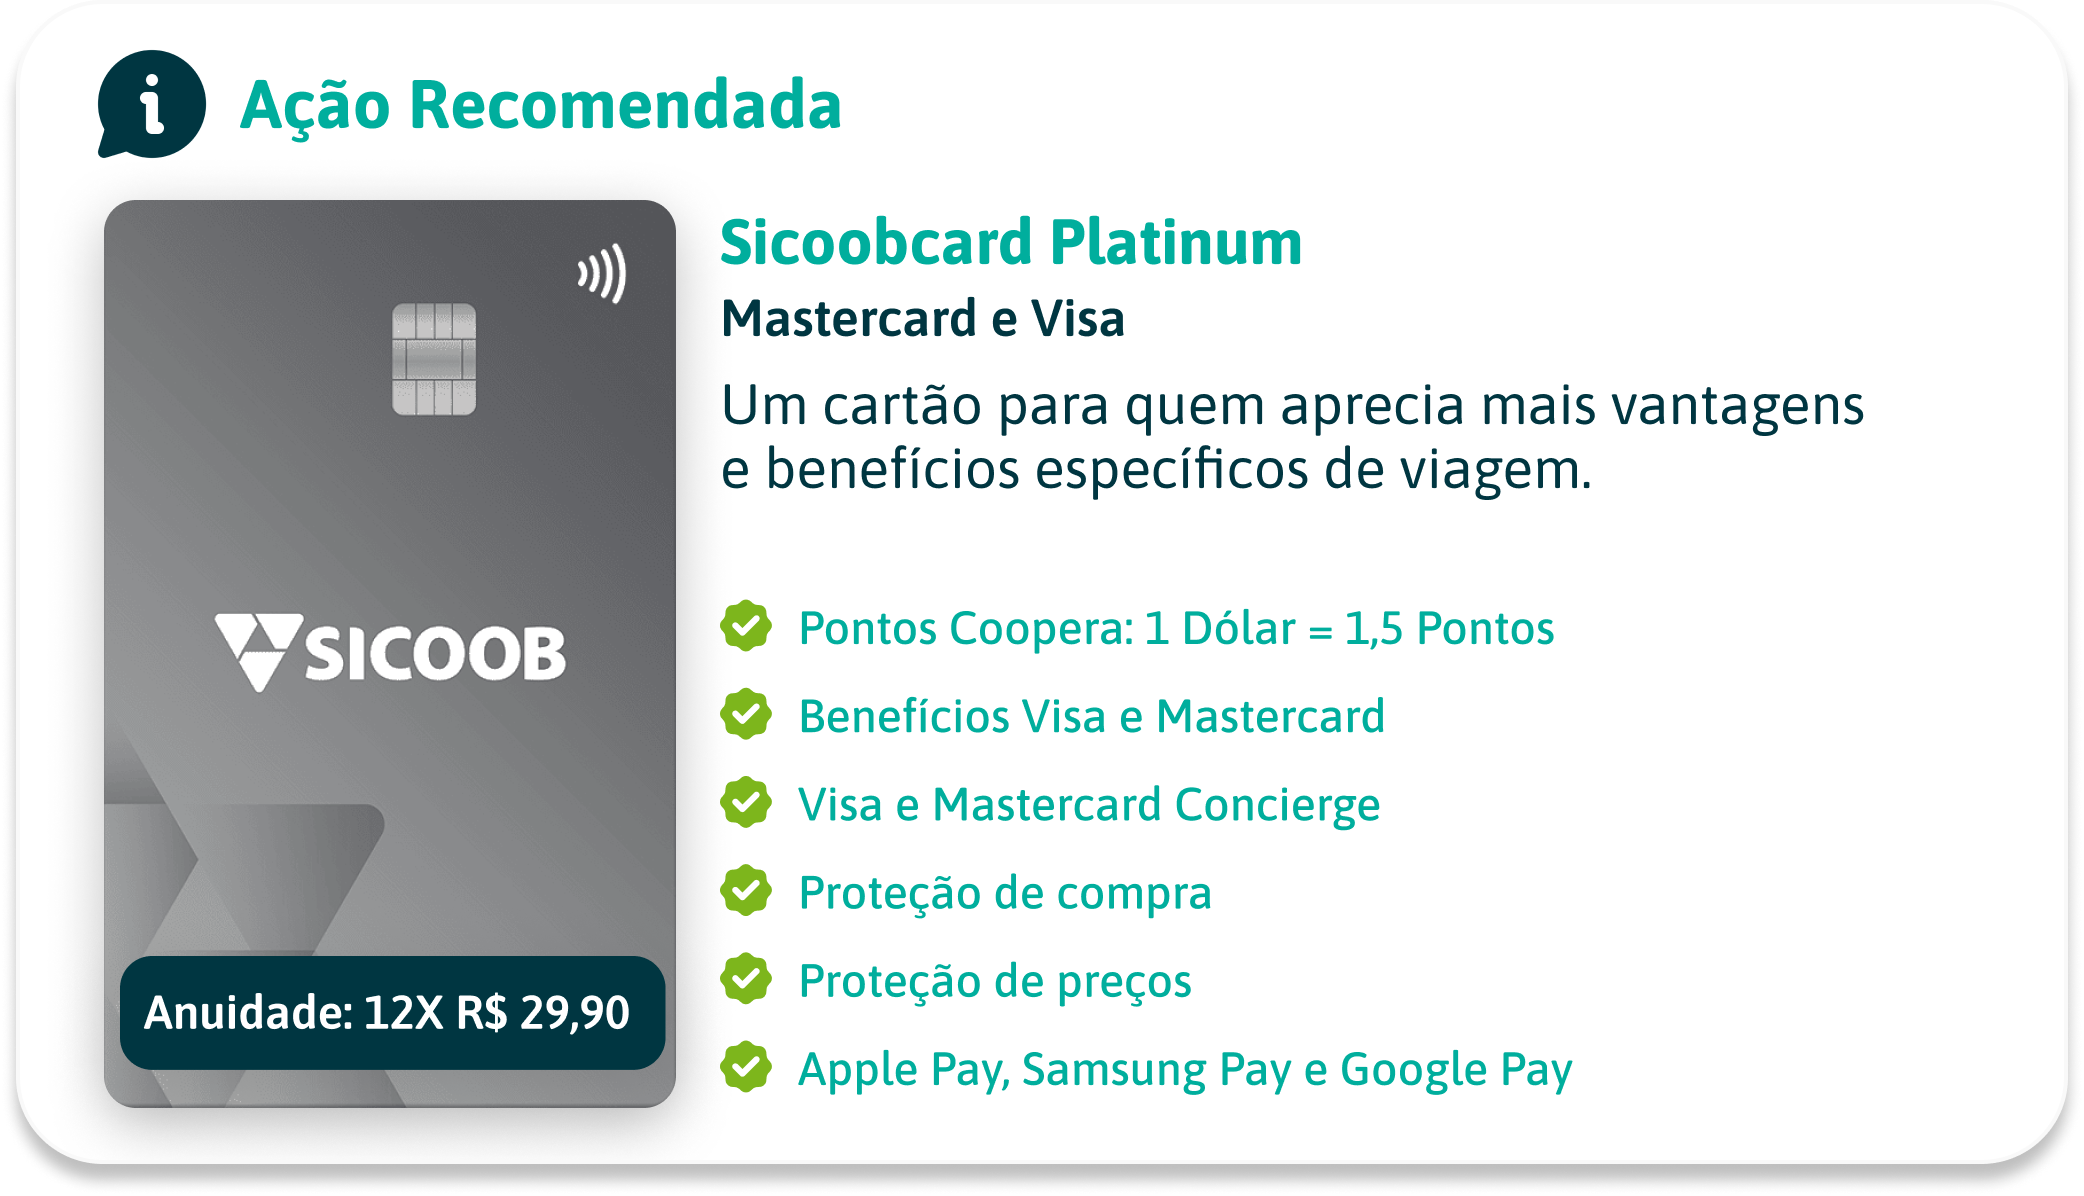 Ação Recomendada
SICOOB
Anuidade: 12X R$ 29,90
Sicoobcard Platinum
Mastercard e Visa
Um cartão para quem aprecia mais vantagens
e benefícios específicos de viagem.
Pontos Coopera: 1 Dólar = 1,5 Pontos
Benefícios Visa e Mastercard
Visa e Mastercard Concierge
Proteção de compra
Proteção de preços
Apple Pay, Samsung Pay e Google Pay